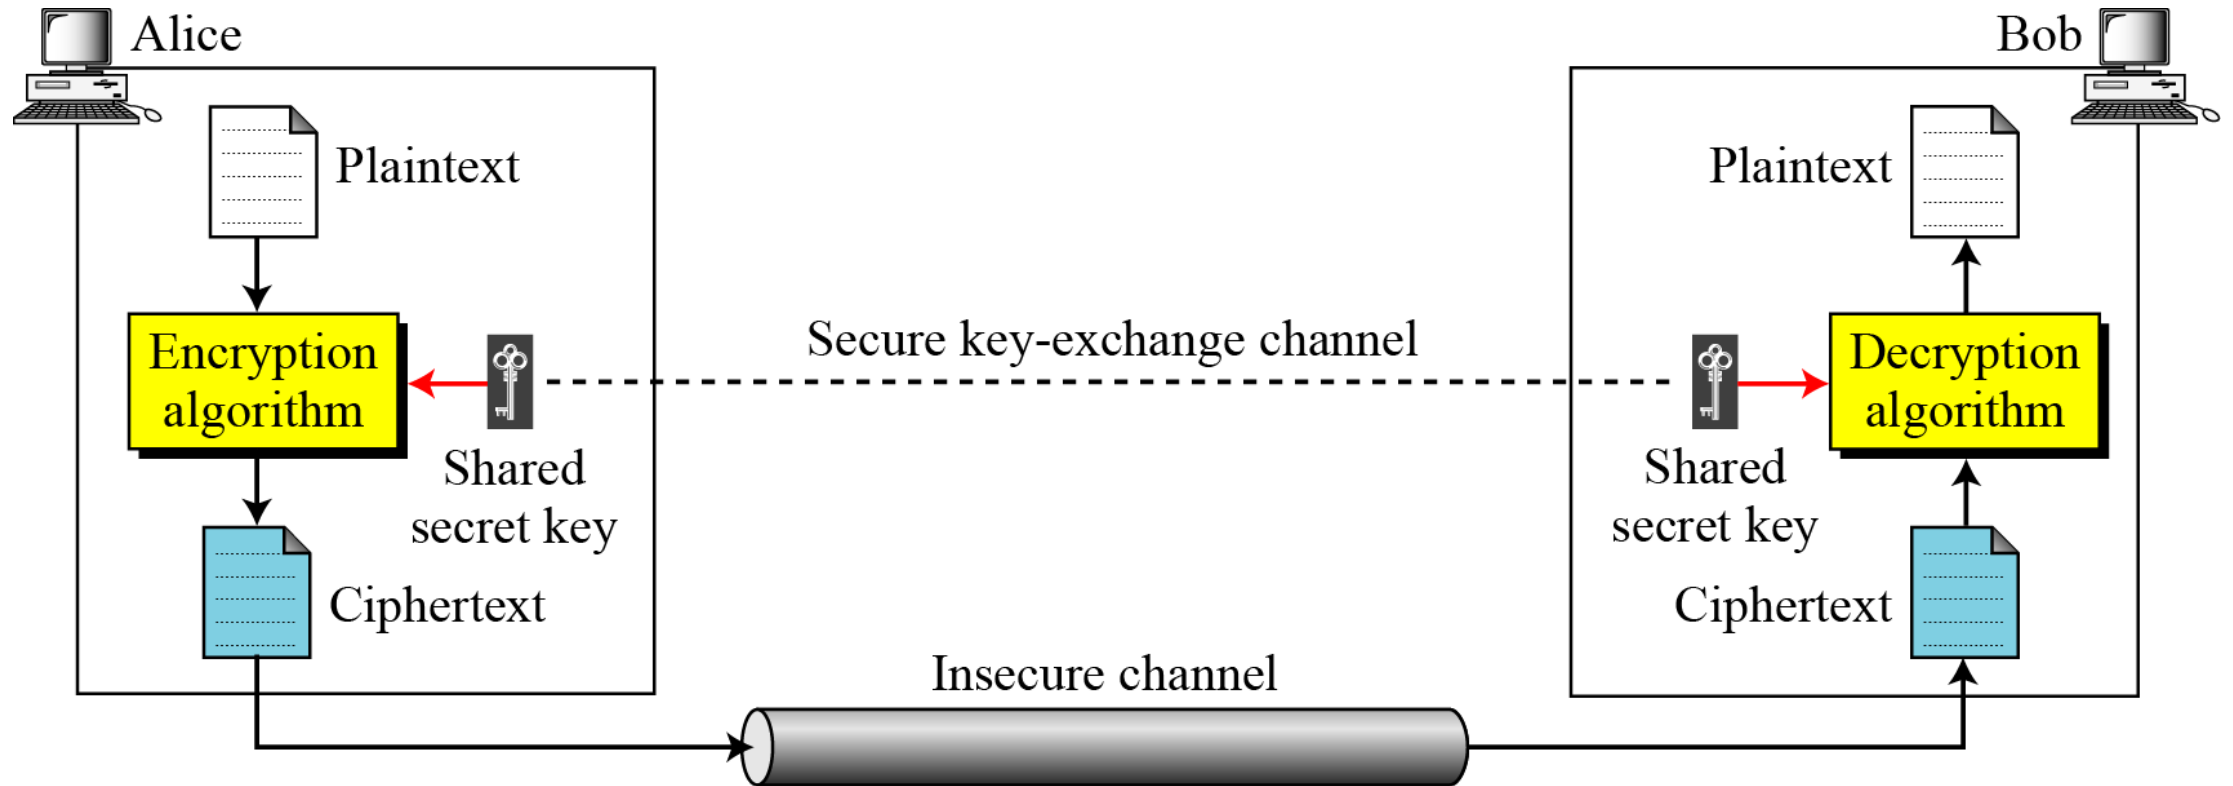 Alice
Bob
Plaintext
Plaintext
Encryption
algorithm
Secure key-exchange channel
Decryption
algorithm
Shared
secret key
Shared
secret key
Ciphertext
Ciphertext
Insecure channel